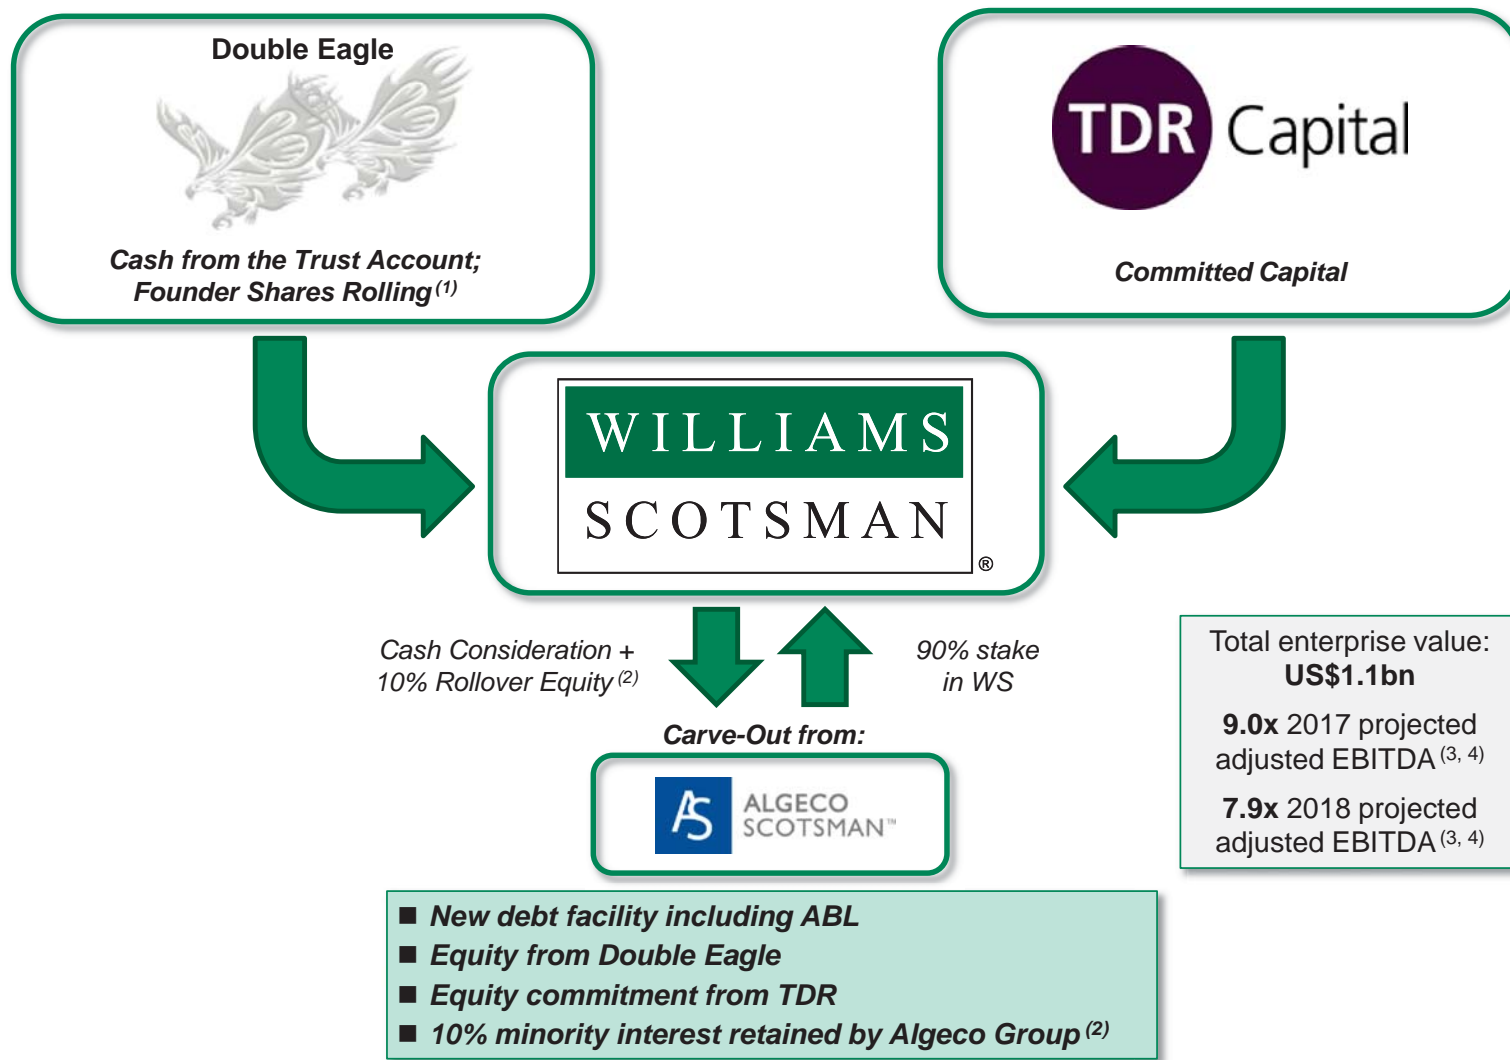 Double Eagle
Cash from the Trust Account;
Founder Shares Rolling (1)
TDR Capital
Committed Capital
WILLIAMS
SCOTSMAN
®
Cash Consideration +
10% Rollover Equity (2)
90% stake
in WS
Carve-Out from:
AS ALGECO
SCOTSMAN™
Total enterprise value:
US$1.1bn
9.0x 2017 projected
adjusted EBITDA (3, 4)
7.9x 2018 projected
adjusted EBITDA (3, 4)
■ New debt facility including ABL
■ Equity from Double Eagle
■ Equity commitment from TDR
■ 10% minority interest retained by Algeco Group (2)